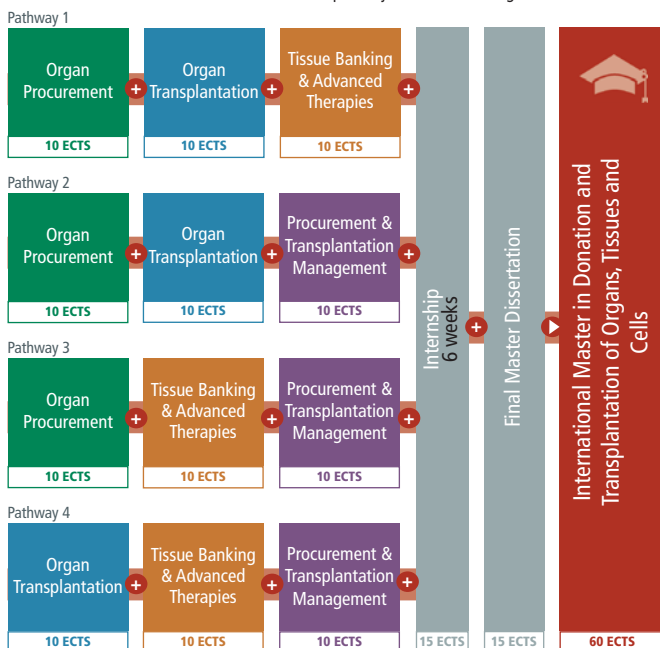 Pathway 1
Organ
Procurement
10 ECTS
Organ
Transplantation
10 ECTS
Tissue Banking
& Advanced
Therapies
10 ECTS
Pathway 2
Organ
Procurement
10 ECTS
Organ
Transplantation
10 ECTS
Procurement &
Transplantation
Management
10 ECTS
Pathway 3
Organ
Procurement
10 ECTS
Tissue Banking
& Advanced
Therapies
10 ECTS
Procurement &
Transplantation
Management
10 ECTS
Pathway 4
Organ
Transplantation
10 ECTS
Tissue Banking
& Advanced
Therapies
10 ECTS
Procurement &
Transplantation
Management
10 ECTS
Internship
6 weeks
15 ECTS
Final Master Dissertation
15 ECTS
International Master in Donation and
Transplantation of Organs, Tissues and
Cells
60 ECTS